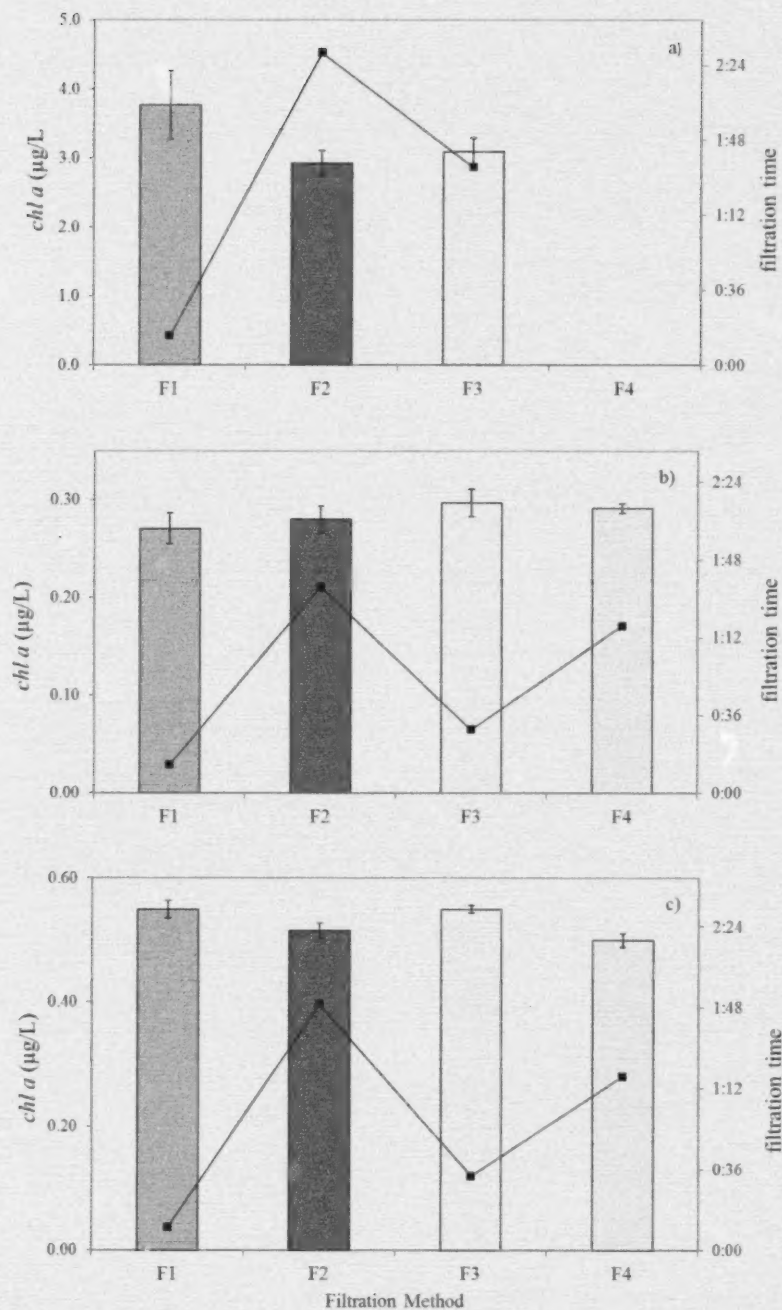 a)
5.0
4.0
3.0
2.0
1.0
0.0
chl a (µg/L)
2:24
1:48
1:12
0:36
0:00
filtration time
F1 F2 F3 F4
b)
0.30
0.20
0.10
0.00
chl a (µg/L)
2:24
1:48
1:12
0:36
0:00
filtration time
F1 F2 F3 F4
c)
0.60
0.40
0.20
0.00
chl a (µg/L)
2:24
1:48
1:12
0:36
0:00
filtration time
F1 F2 F3 F4
Filtration Method